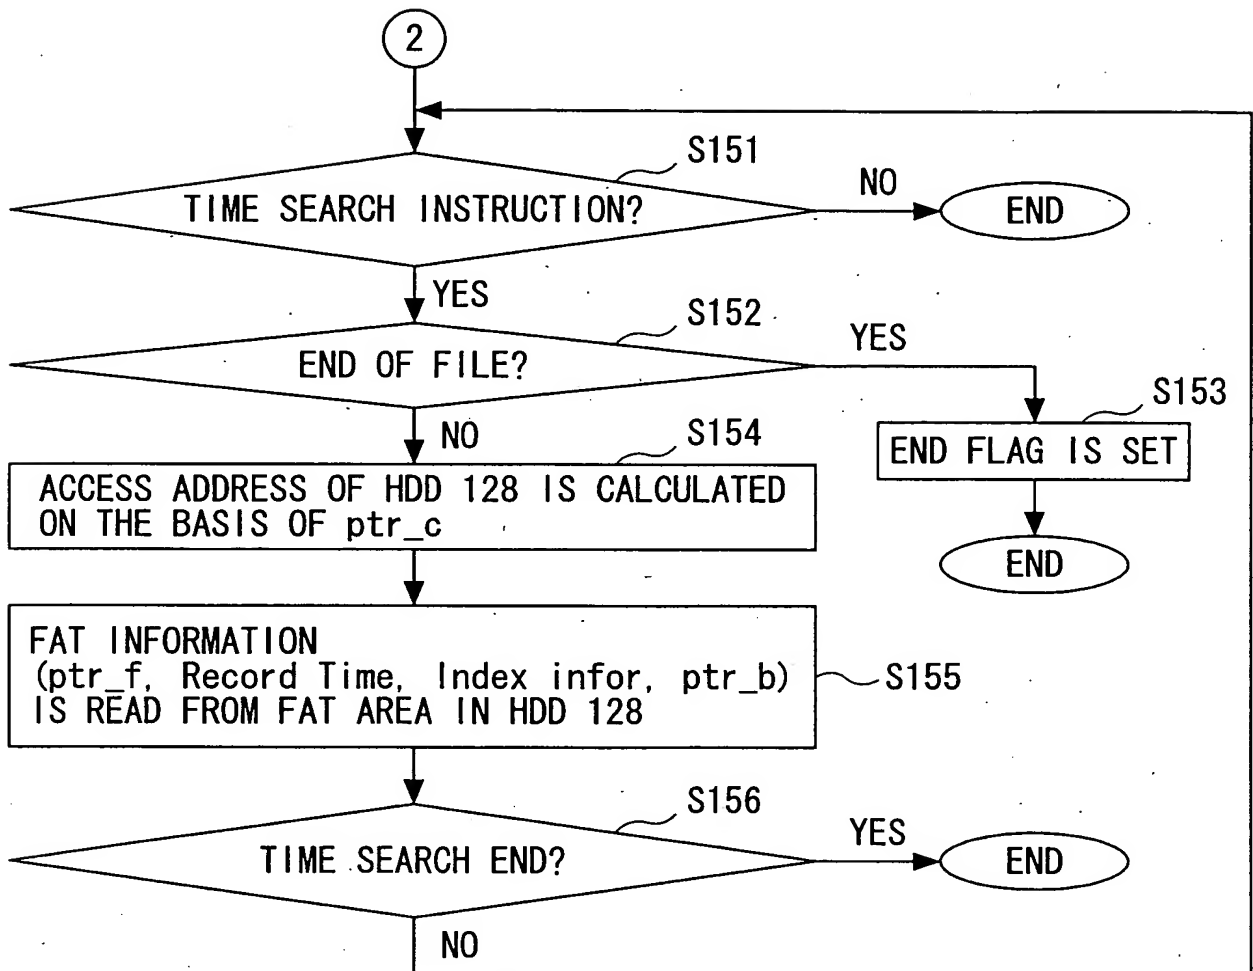 2
S151
TIME SEARCH INSTRUCTION?
NO
END
YES
S152
END OF FILE?
YES
S153
END FLAG IS SET
END
NO
S154
ACCESS ADDRESS OF HDD 128 IS CALCULATED
ON THE BASIS OF ptr_c
FAT INFORMATION
(ptr_f, Record Time, Index infor, ptr_b)
IS READ FROM FAT AREA IN HDD 128
S155
S156
TIME SEARCH END?
YES
END
NO